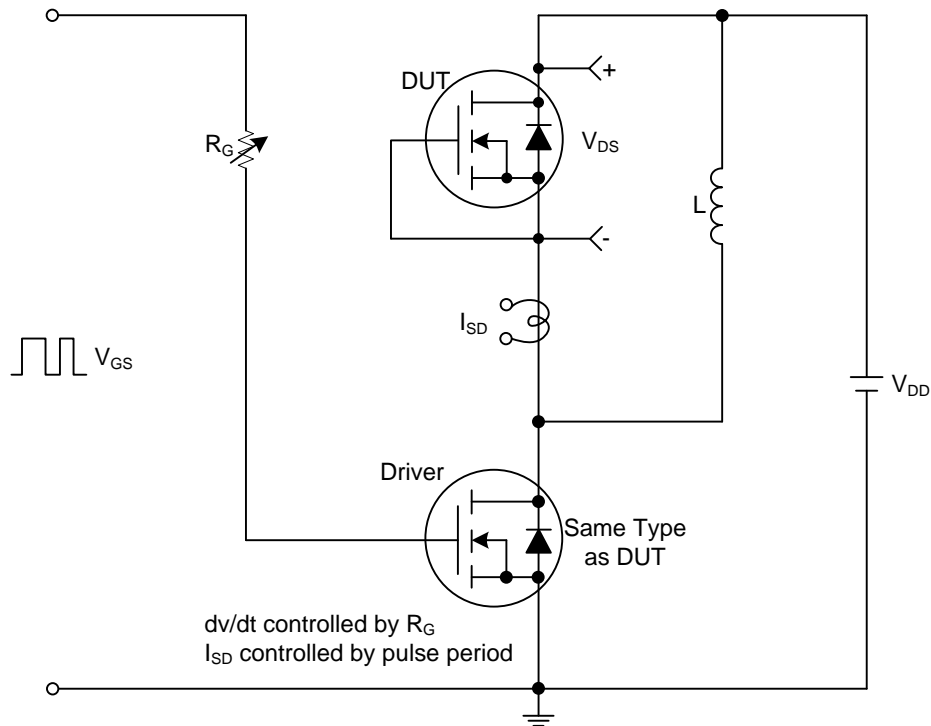 +
DUT
R_G
V_DS
L
-
I_SD
V_GS
V_DD
Driver
Same Type
as DUT
dv/dt controlled by R_G
I_SD controlled by pulse period